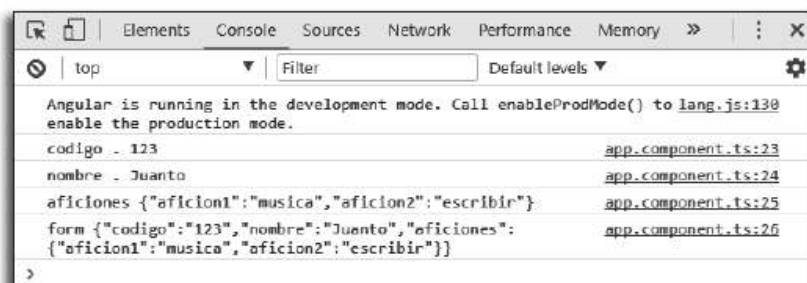 Elements Console Sources Network Performance Memory »
top Filter Default levels
Angular is running in the development mode. Call enableProdMode() to lang.js:130
enable the production mode.
codigo . 123 app.component.ts:23
nombre . Juanto app.component.ts:24
aficiones {"aficion1":"musica","aficion2":"escribir"} app.component.ts:25
form {"codigo":"123","nombre":"Juanto","aficiones": app.component.ts:26
{"aficion1":"musica","aficion2":"escribir"}}
>